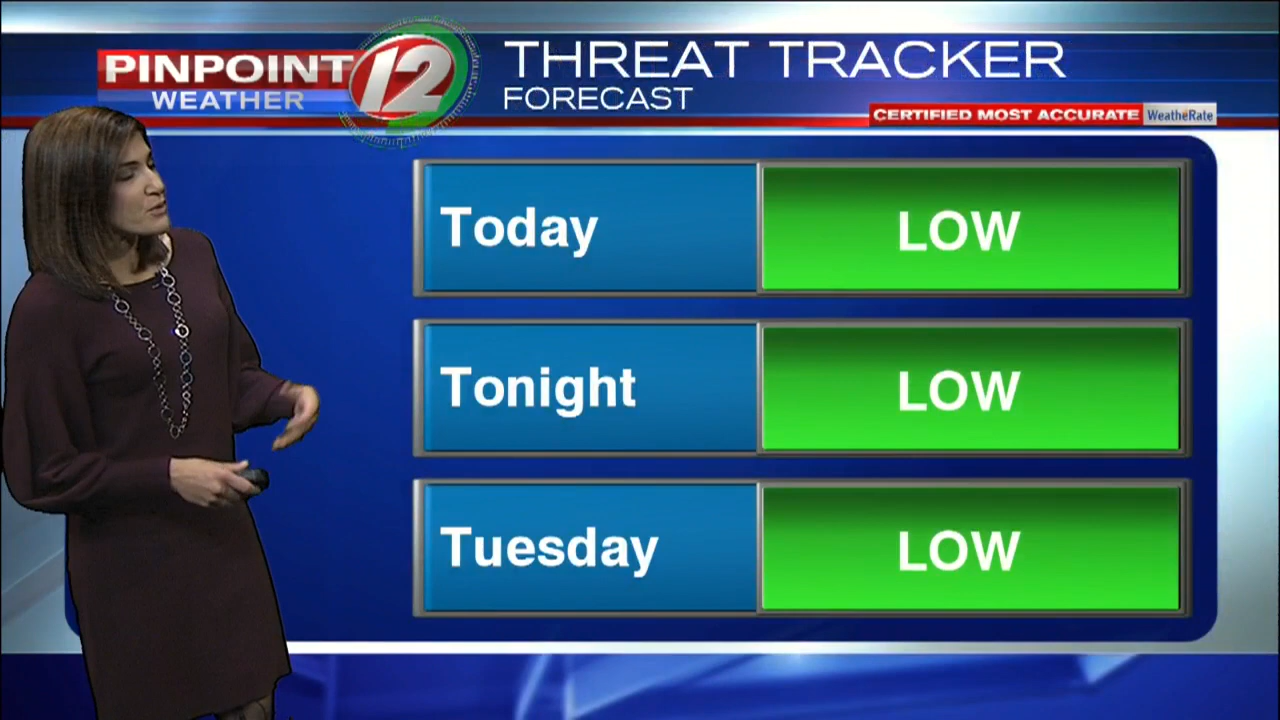 PINPOINT
WEATHER
12
THREAT TRACKER
FORECAST
CERTIFIED MOST ACCURATE WeatheRate
Today LOW
Tonight LOW
Tuesday LOW